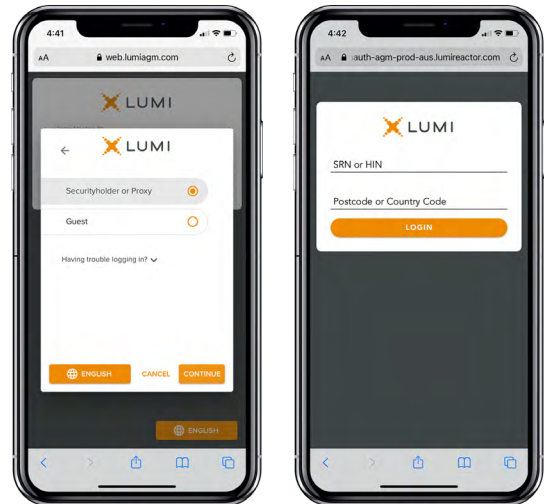 4:41
AA web.lumiagm.com
LUMI
LUMI
Securityholder or Proxy
Guest
Having trouble logging in?
ENGLISH CANCEL CONTINUE
ENGLISH
4:42
AA auth-agm-prod-aus.lumireactor.com
LUMI
SRN or HIN
Postcode or Country Code
LOGIN